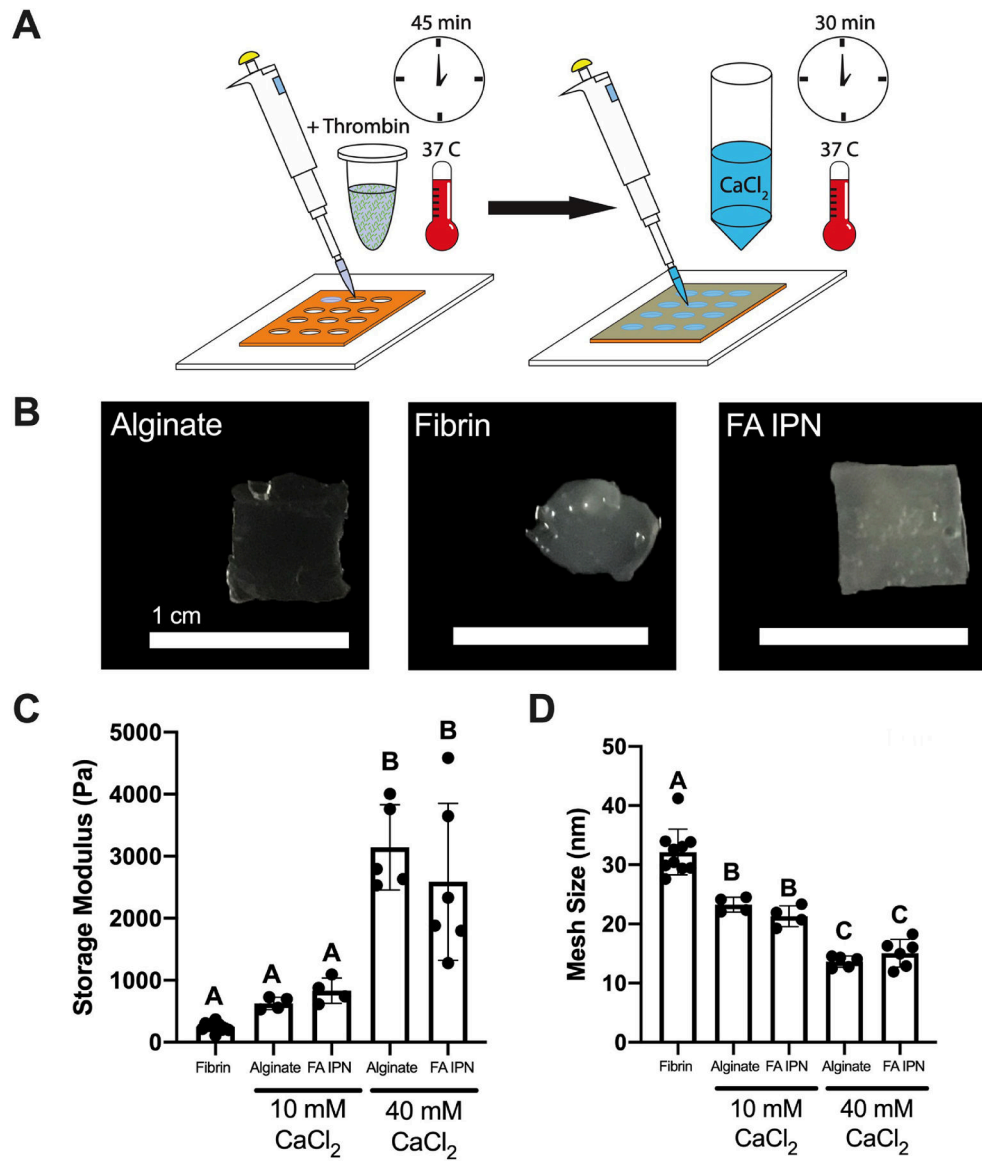 A
45 min
30 min
+ Thrombin
37 C
37 C
CaCl2
B
Alginate
Fibrin
FA IPN
1 cm
C
D
Storage Modulus (Pa)
5000
4000
3000
2000
1000
0
A
A
A
B
B
Fibrin
Alginate
FA IPN
Alginate
FA IPN
10 mM
CaCl2
40 mM
CaCl2
Mesh Size (nm)
50
40
30
20
10
0
A
B
B
C
C
Fibrin
Alginate
FA IPN
Alginate
FA IPN
10 mM
CaCl2
40 mM
CaCl2